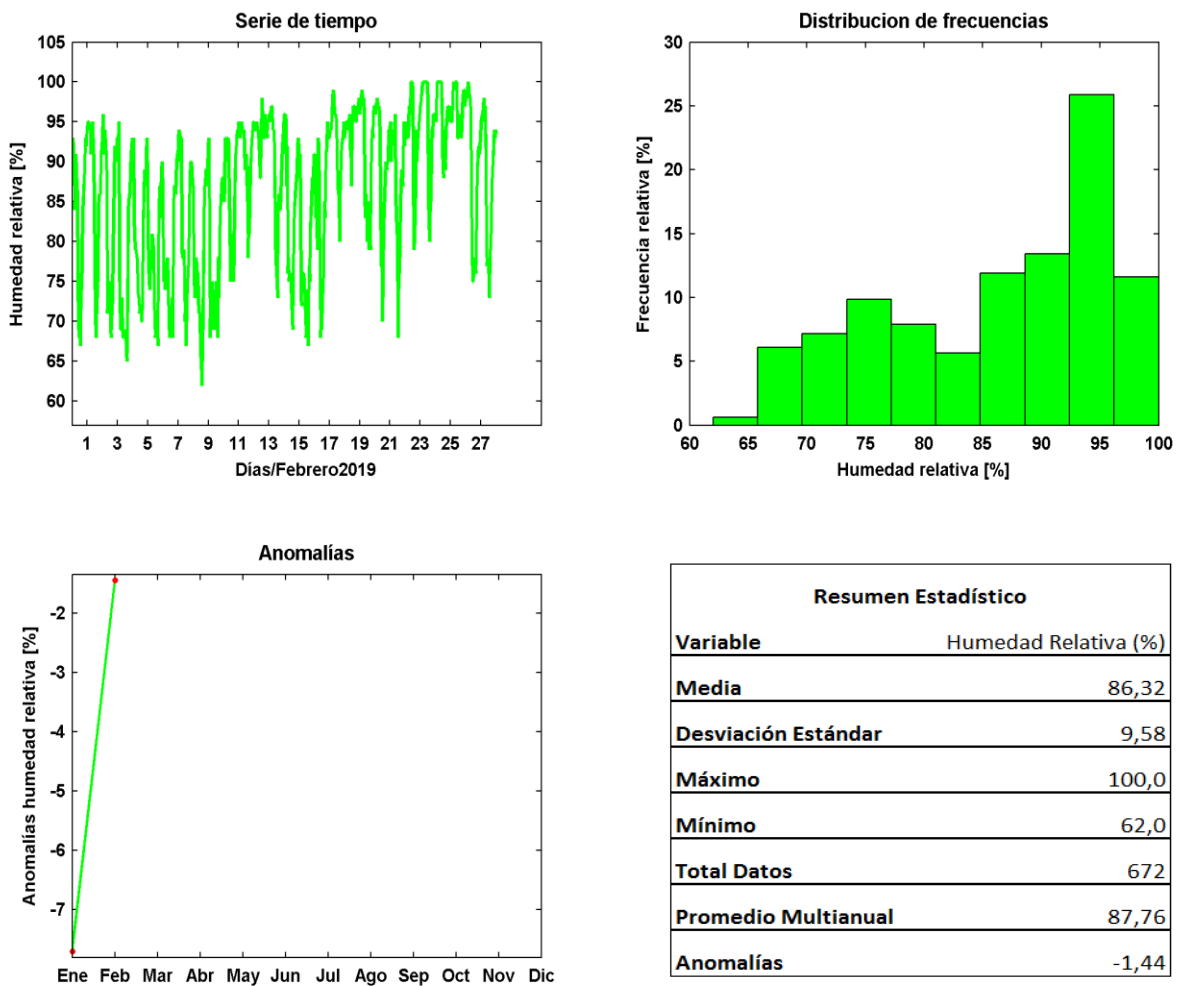 Serie de tiempo
Humedad relativa [%]
105
100
95
90
85
80
75
70
65
60
1 3 5 7 9 11 13 15 17 19 21 23 25 27
Días/Febrero2019
Distribucion de frecuencias
Frecuencia relativa [%]
30
25
20
15
10
5
0
60 65 70 75 80 85 90 95 100
Humedad relativa [%]
Anomalías
Anomalías humedad relativa [%]
-2
-3
-4
-5
-6
-7
Ene Feb Mar Abr May Jun Jul Ago Sep Oct Nov Dic
Resumen Estadístico
Variable Humedad Relativa (%)
Media 86,32
Desviación Estándar 9,58
Máximo 100,0
Mínimo 62,0
Total Datos 672
Promedio Multianual 87,76
Anomalías -1,44